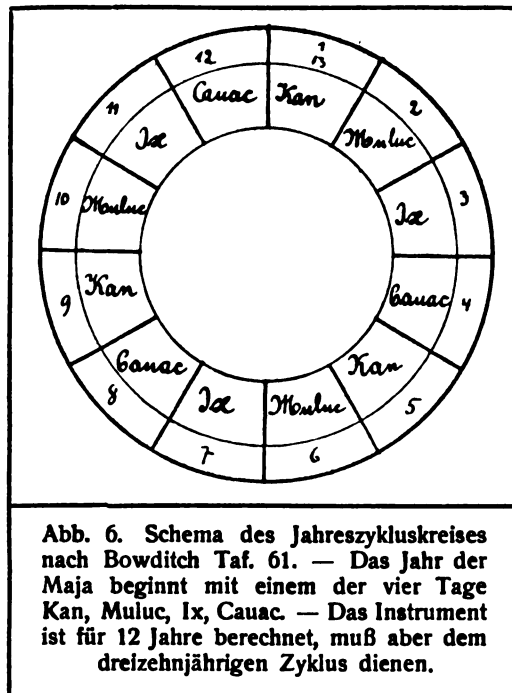 1
13
Kan
2
Muluc
3
Ix
4
Cauac
5
Kan
6
Muluc
7
Ix
8
Cauac
9
Kan
10
Muluc
11
Ix
12
Cauac
Abb. 6. Schema des Jahreszykluskreises
nach Bowditch Taf. 61. — Das Jahr der
Maja beginnt mit einem der vier Tage
Kan, Muluc, Ix, Cauac. — Das Instrument
ist für 12 Jahre berechnet, muß aber dem
dreizehnjährigen Zyklus dienen.